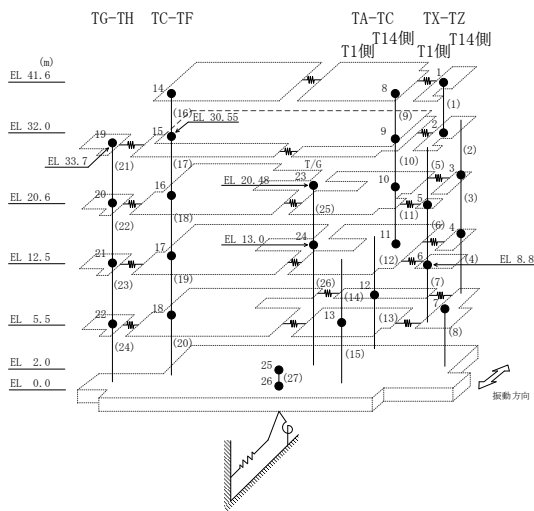 TG-TH TC-TF TA-TC TX-TZ
T14側 T14側
T1側 T1側
(m)
EL 41.6
14 8 1
(16) (9) (1)
EL 30.55
EL 32.0
19 15 9 2
EL 33.7
(21) (17) (10) (2)
T/G
(5) 3
EL 20.6
20 16 EL 20.48 23 10 5 (3)
(22) (18) (25) (11)
EL 13.0 24 11 (6) 4
EL 12.5
21 17 (12) 6 (4) EL 8.8
(23) (19) (26) (14) 12 (7)
EL 5.5
22 18 13 (13) 7
(24) (20) (15) (8)
EL 2.0
25
EL 0.0
26 (27)
振動方向